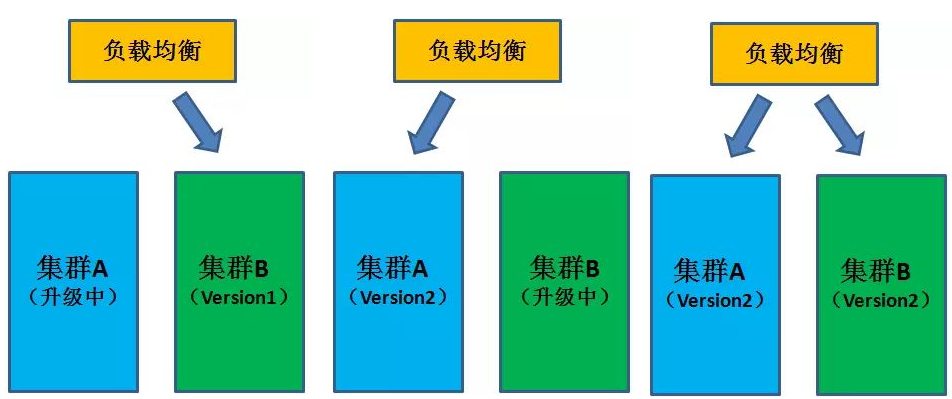 负载均衡
负载均衡
负载均衡
集群A
（升级中）
集群B
（Version1）
集群A
（Version2）
集群B
（升级中）
集群A
（Version2）
集群B
（Version2）